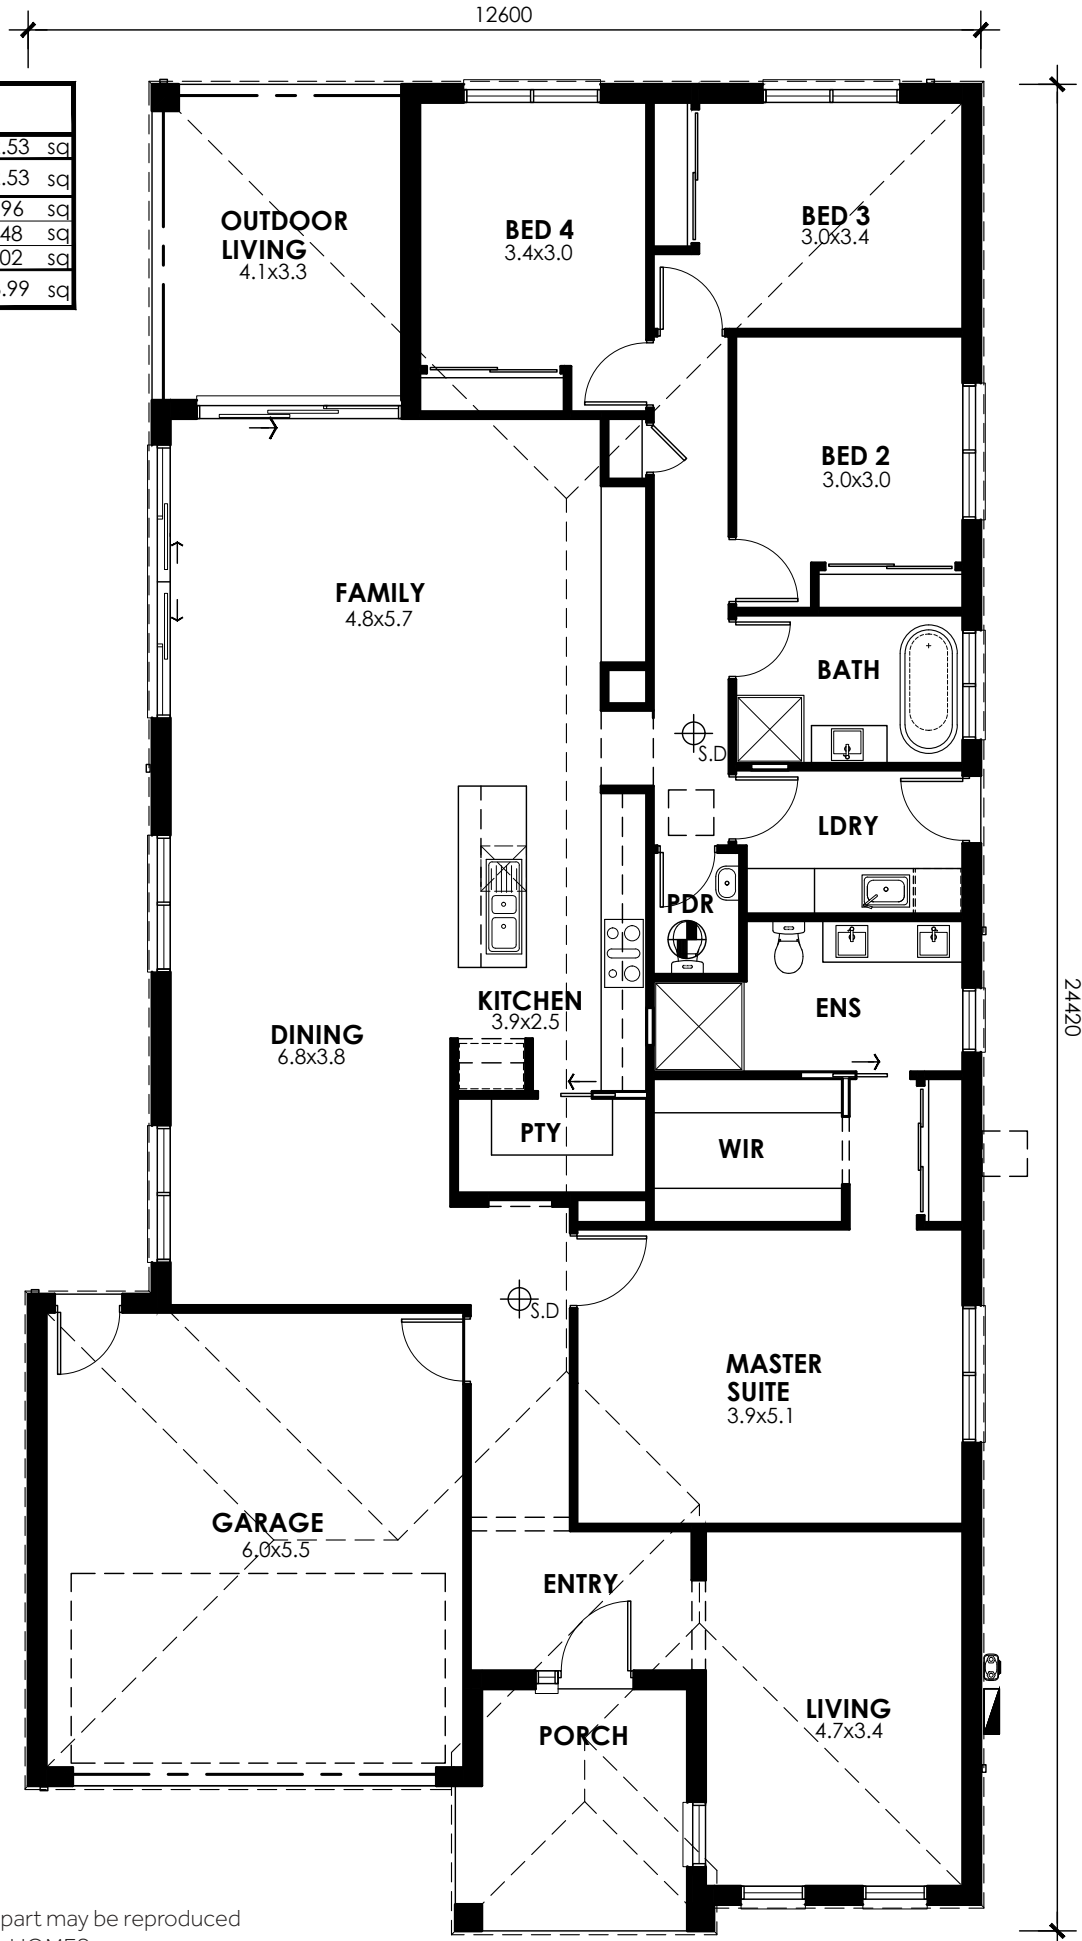 12600
.53 sq
.53 sq
96 sq
48 sq
02 sq
.99 sq
OUTDOOR
LIVING
4.1x3.3
BED 4
3.4x3.0
BED 3
3.0x3.4
BED 2
3.0x3.0
FAMILY
4.8x5.7
BATH
S.D
LDRY
PDR
KITCHEN
3.9x2.5
ENS
24420
DINING
6.8x3.8
PTY
WIR
S.D
MASTER
SUITE
3.9x5.1
GARAGE
6.0x5.5
ENTRY
LIVING
4.7x3.4
PORCH
part may be reproduced
HOMES